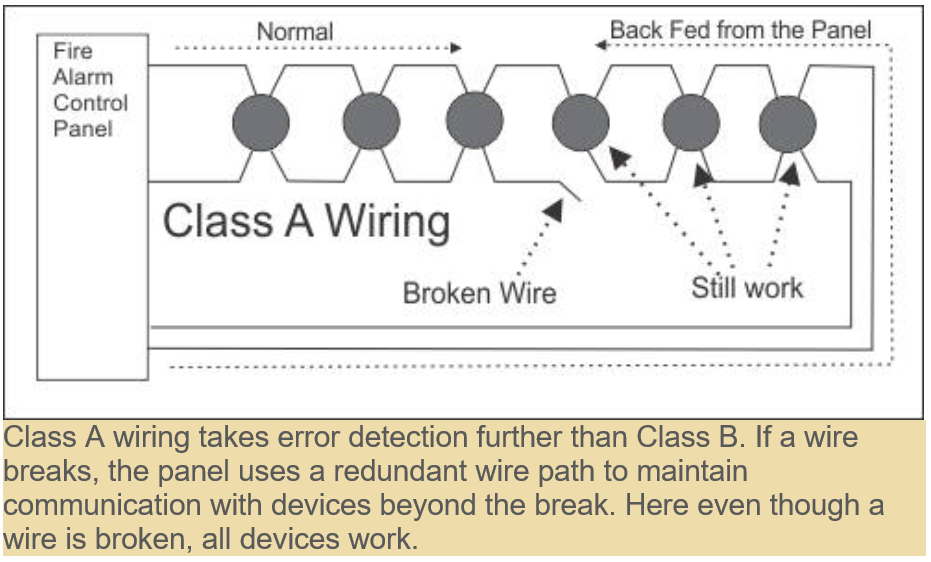 Normal
Back Fed from the Panel
Fire
Alarm
Control
Panel
Class A Wiring
Broken Wire
Still work
Class A wiring takes error detection further than Class B. If a wire
breaks, the panel uses a redundant wire path to maintain
communication with devices beyond the break. Here even though a
wire is broken, all devices work.